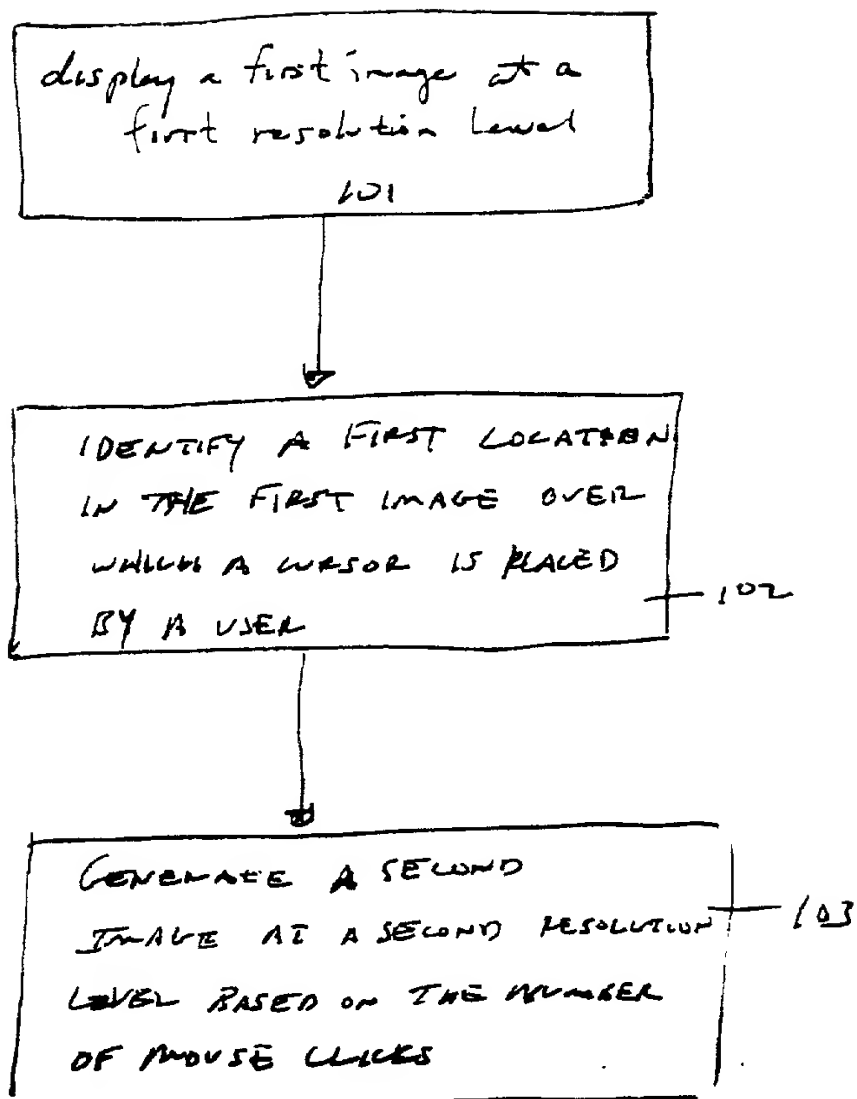 display a first image at a
first resolution level
101
IDENTIFY A FIRST LOCATION
IN THE FIRST IMAGE OVER
WHICH A CURSOR IS PLACED
BY A USER
102
GENERATE A SECOND
IMAGE AT A SECOND RESOLUTION
LEVEL BASED ON THE NUMBER
OF MOUSE CLICKS
103